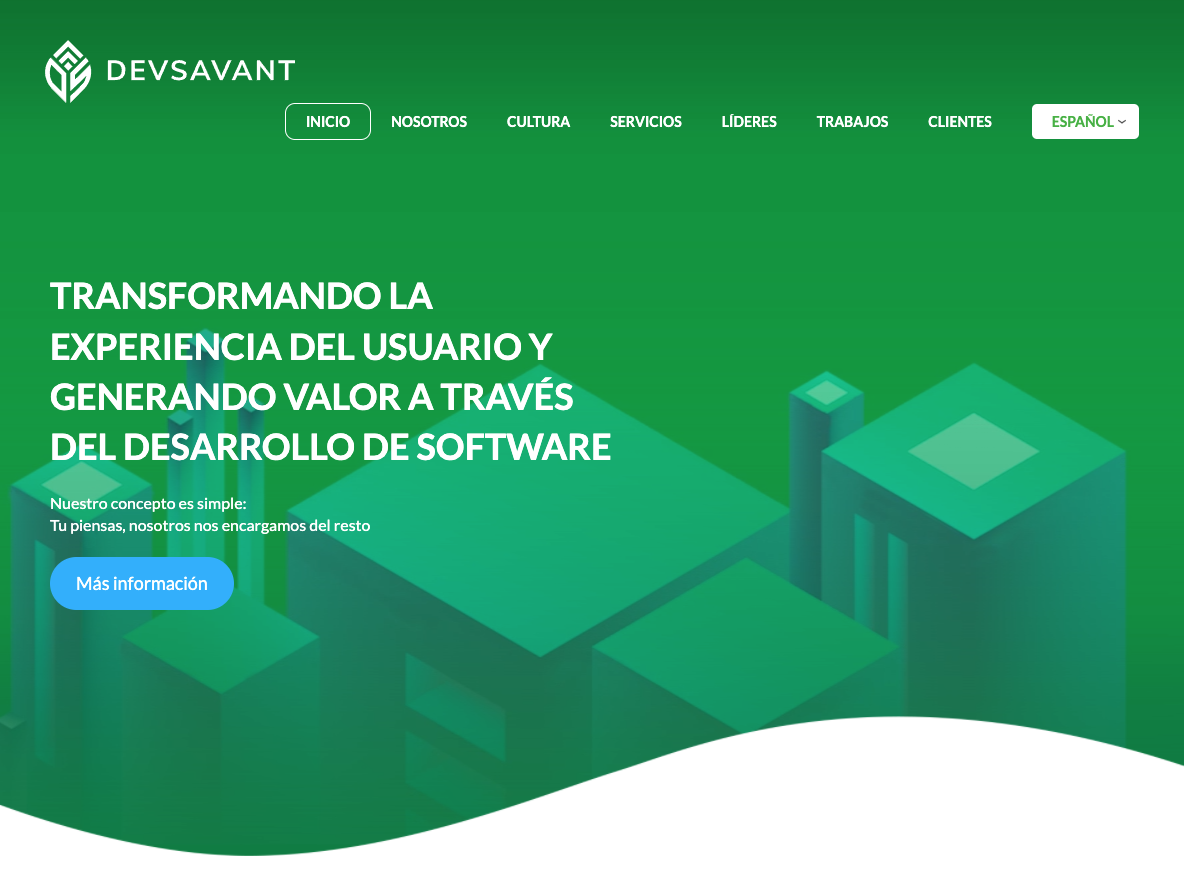 DEVSAVANT
INICIO NOSOTROS CULTURA SERVICIOS LÍDERES TRABAJOS CLIENTES ESPAÑOL
TRANSFORMANDO LA
EXPERIENCIA DEL USUARIO Y
GENERANDO VALOR A TRAVÉS
DEL DESARROLLO DE SOFTWARE
Nuestro concepto es simple:
Tu piensas, nosotros nos encargamos del resto
Más información